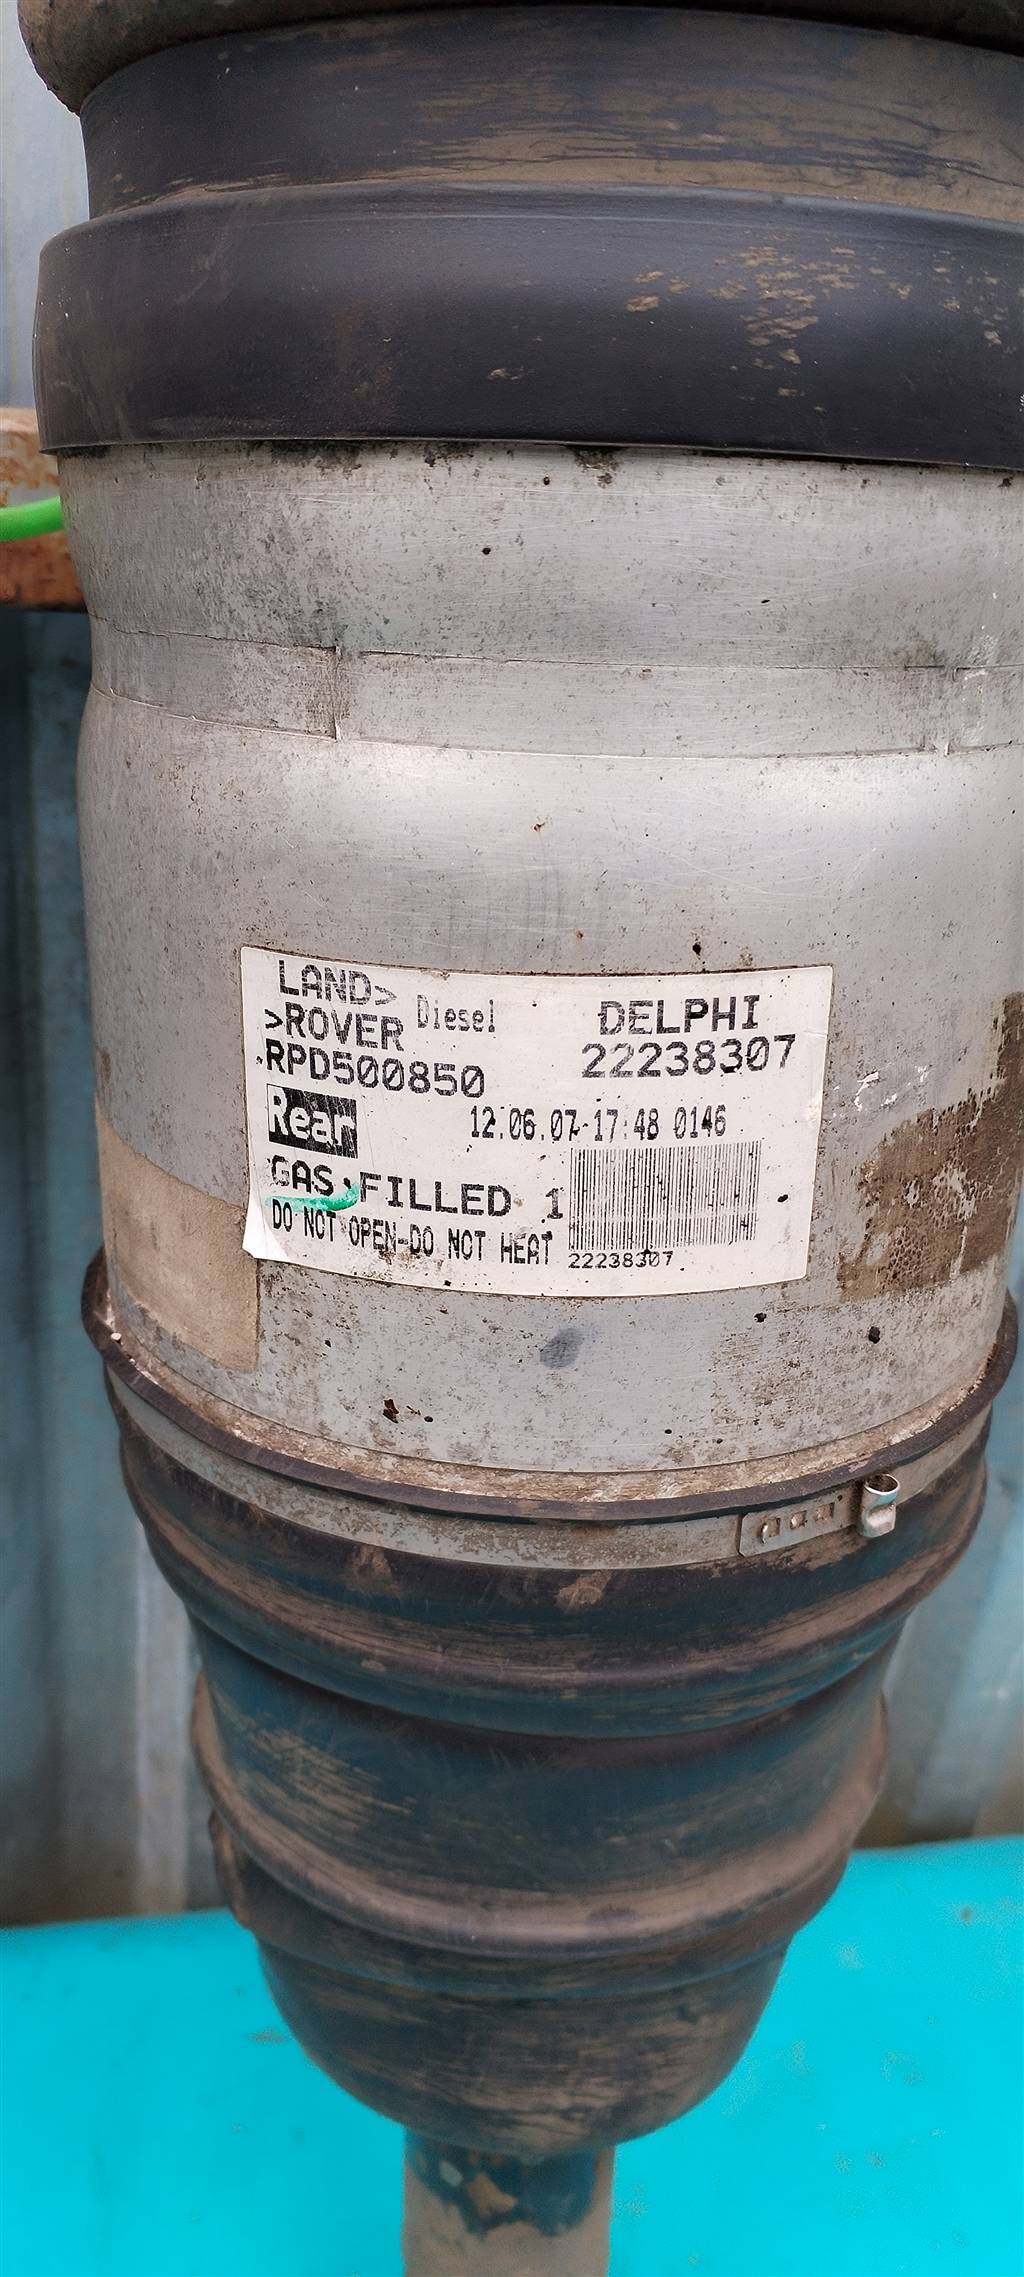 LAND>
>ROVER Diesel
RPD500850
Rear
GAS FILLED 1
DO NOT OPEN-DO NOT HEAT
DELPHI
22238307
12.06.07 17:48 0146
22238307